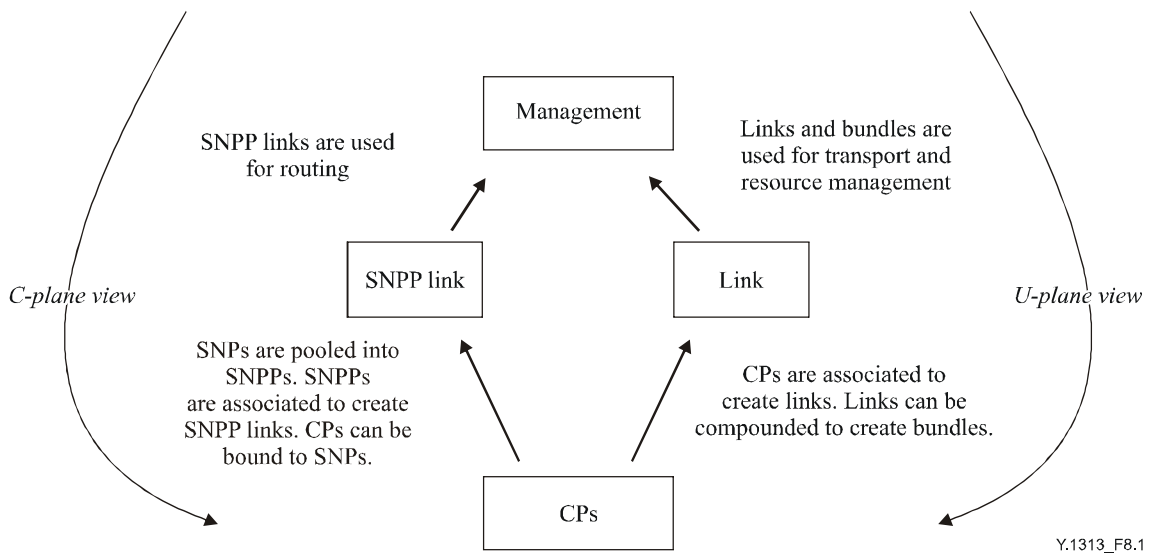 Management
SNPP links are used
for routing
Links and bundles are
used for transport and
resource management
SNPP link
Link
C-plane view
U-plane view
SNPs are pooled into
SNPPs. SNPPs
are associated to create
SNPP links. CPs can be
bound to SNPs.
CPs are associated to
create links. Links can be
compounded to create bundles.
CPs
Y.1313_F8.1